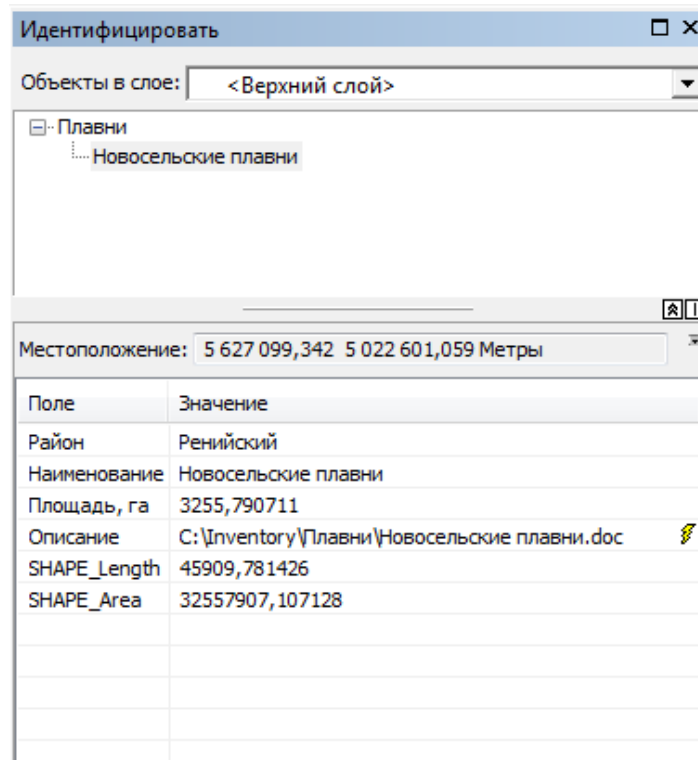 Идентифицировать
Объекты в слое: <Верхний слой>
Плавни
Новосельские плавни
Местоположение: 5 627 099,342 5 022 601,059 Метры
Поле Значение
Район Ренийский
Наименование Новосельские плавни
Площадь, га 3255,790711
Описание C:\Inventory\Плавни\Новосельские плавни.doc
SHAPE_Length 45909,781426
SHAPE_Area 32557907,107128